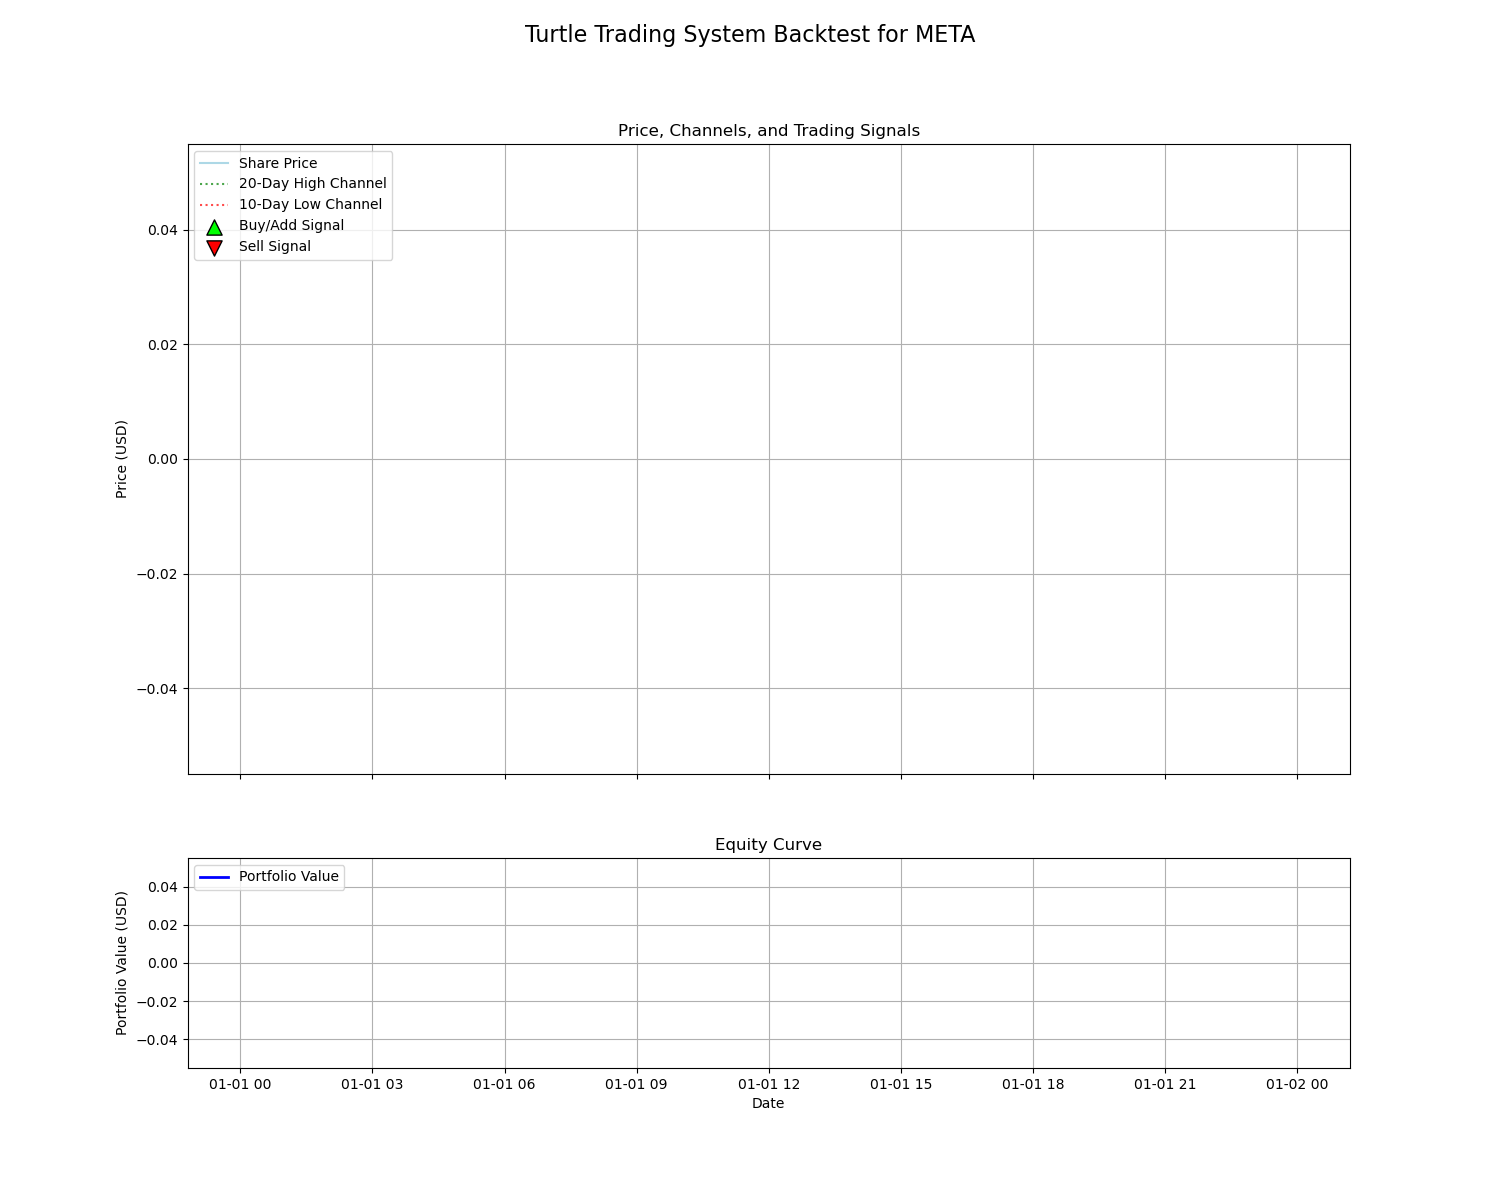 Turtle Trading System Backtest for META
Price, Channels, and Trading Signals
Share Price
20-Day High Channel
10-Day Low Channel
Buy/Add Signal
Sell Signal
0.04
0.02
0.00
−0.02
−0.04
Price (USD)
Equity Curve
Portfolio Value
0.04
0.02
0.00
−0.02
−0.04
Portfolio Value (USD)
01-01 00 01-01 03 01-01 06 01-01 09 01-01 12 01-01 15 01-01 18 01-01 21 01-02 00
Date